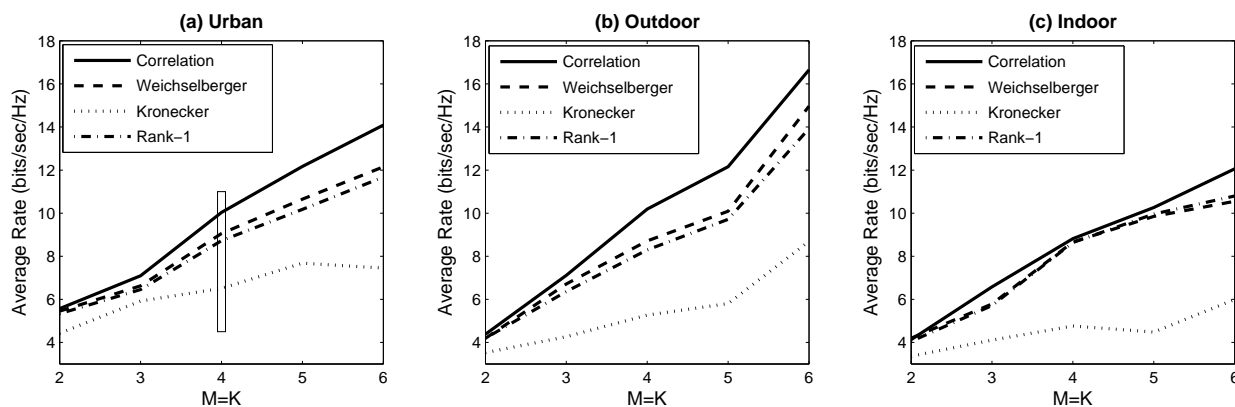 (a) Urban
18
16
14
12
10
8
6
4
2
3
4
5
6
Average Rate (bits/sec/Hz)
M=K
Correlation
Weichselberger
Kronecker
Rank−1
(b) Outdoor
18
16
14
12
10
8
6
4
2
3
4
5
6
Average Rate (bits/sec/Hz)
M=K
Correlation
Weichselberger
Kronecker
Rank−1
(c) Indoor
18
16
14
12
10
8
6
4
2
3
4
5
6
Average Rate (bits/sec/Hz)
M=K
Correlation
Weichselberger
Kronecker
Rank−1